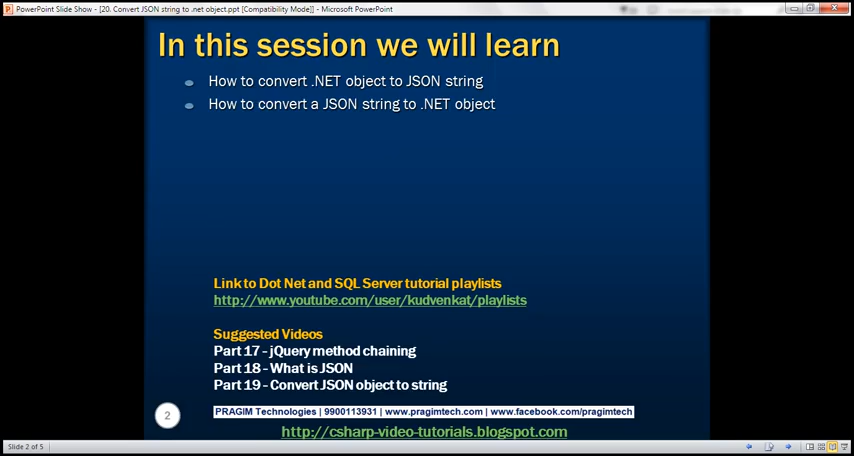 PowerPoint Slide Show - [20. Convert JSON string to .net object.ppt [Compatibility Mode]] - Microsoft PowerPoint
In this session we will learn
How to convert .NET object to JSON string
How to convert a JSON string to .NET object
Link to Dot Net and SQL Server tutorial playlists
http://www.youtube.com/user/kudvenkat/playlists
Suggested Videos
Part 17 - jQuery method chaining
Part 18 - What is JSON
Part 19 - Convert JSON object to string
2
PRAGIM Technologies | 9900113931 | www.pragimtech.com | www.facebook.com/pragimtech
http://csharp-video-tutorials.blogspot.com
Slide 2 of 5